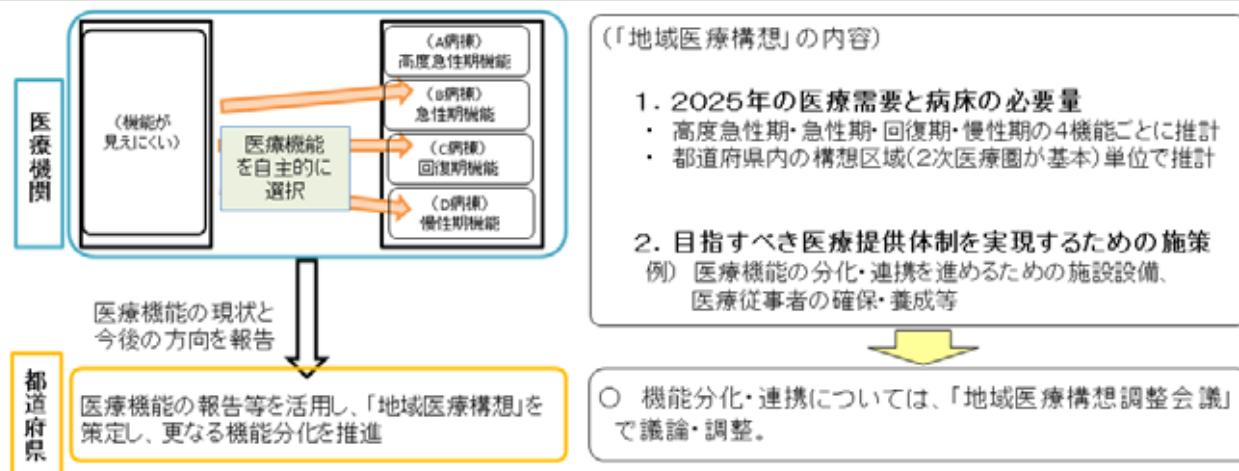 医療機関
(機能が
見えにくい)
医療機能
を自主的に
選択
(A病棟)
高度急性期機能
(B病棟)
急性期機能
(C病棟)
回復期機能
(D病棟)
慢性期機能
医療機能の現状と
今後の方向を報告
都道府県
医療機能の報告等を活用し、「地域医療構想」を
策定し、更なる機能分化を推進
(「地域医療構想」の内容)
1. 2025年の医療需要と病床の必要量
・ 高度急性期・急性期・回復期・慢性期の4機能ごとに推計
・ 都道府県内の構想区域(2次医療圏が基本)単位で推計
2. 目指すべき医療提供体制を実現するための施策
例) 医療機能の分化・連携を進めるための施設設備、
医療従事者の確保・養成等
○ 機能分化・連携については、「地域医療構想調整会議」
で議論・調整。